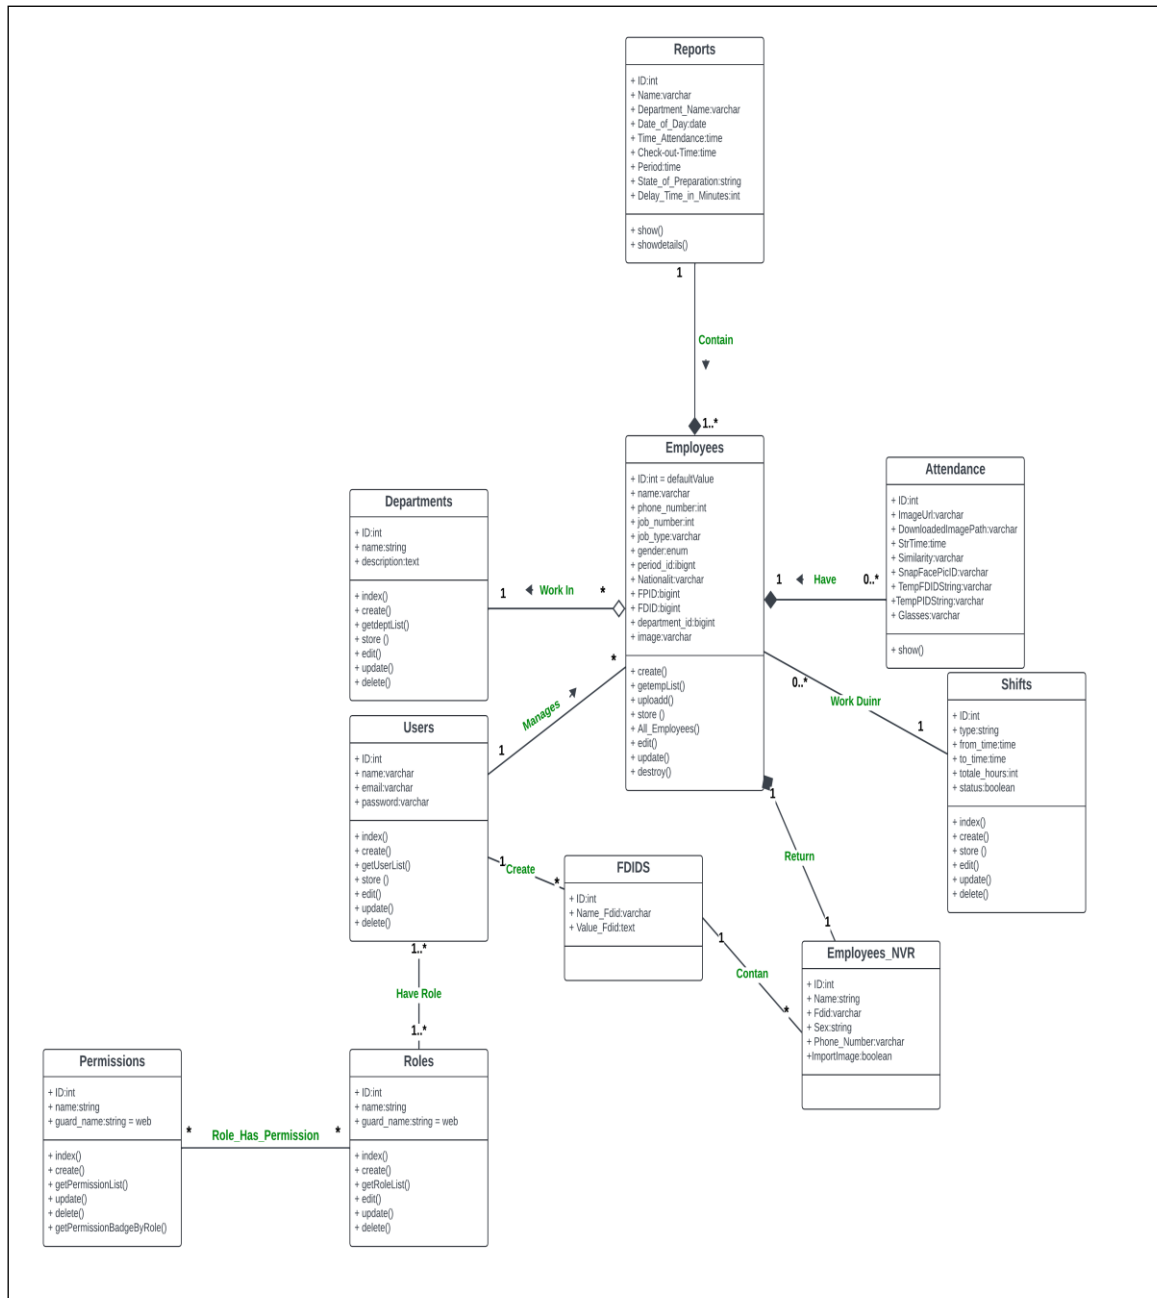 Reports
+ ID:int
+ Name:varchar
+ Department_Name:varchar
+ Date_of_Day:date
+ Time_Attendance:time
+ Check-out-Time:time
+ Period:time
+ State_of_Preparation:string
+ Delay_Time_in_Minutes:int
+ show()
+ showdetails()
1
Contain
1..*
Employees
+ ID:int = defaultValue
+ name:varchar
+ phone_number:int
+ job_number:int
+ job_type:varchar
+ gender:enum
+ period_id:ibignt
+ Nationalit:varchar
+ FPID:bigint
+ FDID:bigint
+ department_id:bigint
+ image:varchar
+ create()
+ getempList()
+ uploadd()
+ store ()
+ All_Employees()
+ edit()
+ update()
+ destroy()
Attendance
+ ID:int
+ ImageUrl:varchar
+ DownloadedImagePath:varchar
+ StrTime:time
+ Similarity:varchar
+ SnapFacePicID:varchar
+ TempFDIDString:varchar
+TempPIDString:varchar
+ Glasses:varchar
+ show()
1
Have
0..*
Departments
+ ID:int
+ name:string
+ description:text
+ index()
+ create()
+ getdeptList()
+ store ()
+ edit()
+ update()
+ delete()
1
Work In
*
*
Manages
1
0..*
Work Duinr
1
Shifts
+ ID:int
+ type:string
+ from_time:time
+ to_time:time
+ totale_hours:int
+ status:boolean
+ index()
+ create()
+ store ()
+ edit()
+ update()
+ delete()
Users
+ ID:int
+ name:varchar
+ email:varchar
+ password:varchar
+ index()
+ create()
+ getUserList()
+ store ()
+ edit()
+ update()
+ delete()
1
Create
*
FDIDS
+ ID:int
+ Name_Fdid:varchar
+ Value_Fdid:text
1
Return
1
1
Contan
*
Employees_NVR
+ ID:int
+ Name:string
+ Fdid:varchar
+ Sex:string
+ Phone_Number:varchar
+ImportImage:boolean
1..*
Have Role
1..*
Permissions
+ ID:int
+ name:string
+ guard_name:string = web
+ index()
+ create()
+ getPermissionList()
+ update()
+ delete()
+ getPermissionBadgeByRole()
*
Role_Has_Permission
*
Roles
+ ID:int
+ name:string
+ guard_name:string = web
+ index()
+ create()
+ getRoleList()
+ edit()
+ update()
+ delete()